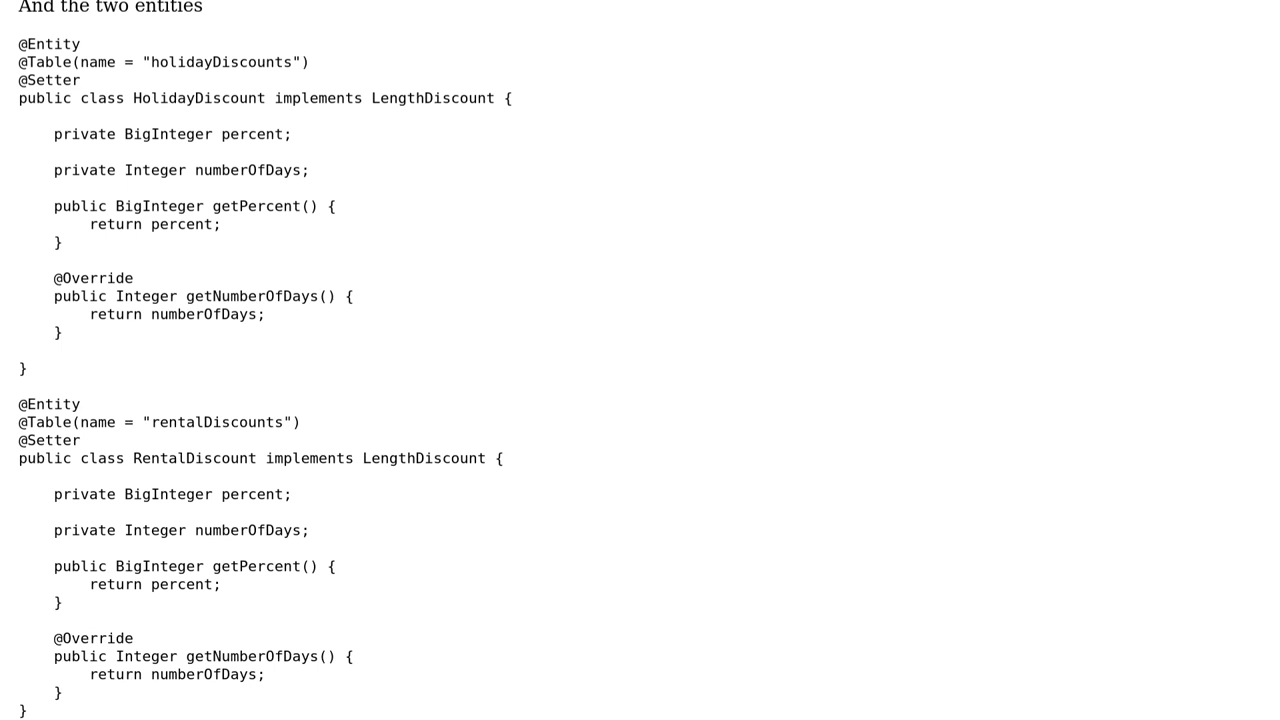 And the two entities
@Entity
@Table(name = "holidayDiscounts")
@Setter
public class HolidayDiscount implements LengthDiscount {
    private BigInteger percent;
    private Integer numberOfDays;
    public BigInteger getPercent() {
        return percent;
    }
    @Override
    public Integer getNumberOfDays() {
        return numberOfDays;
    }
}
@Entity
@Table(name = "rentalDiscounts")
@Setter
public class RentalDiscount implements LengthDiscount {
    private BigInteger percent;
    private Integer numberOfDays;
    public BigInteger getPercent() {
        return percent;
    }
    @Override
    public Integer getNumberOfDays() {
        return numberOfDays;
    }
}